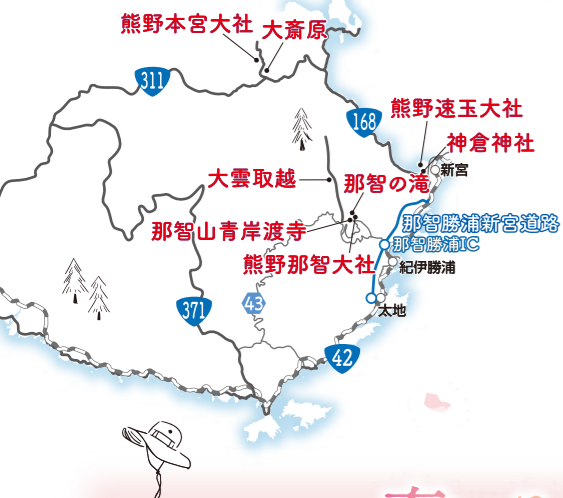 熊野本宮大社
大斎原
311
168
熊野速玉大社
神倉神社
新宮
大雲取越
那智の滝
那智勝浦新宮道路
那智山青岸渡寺
那智勝浦IC
熊野那智大社
紀伊勝浦
43
371
太地
42